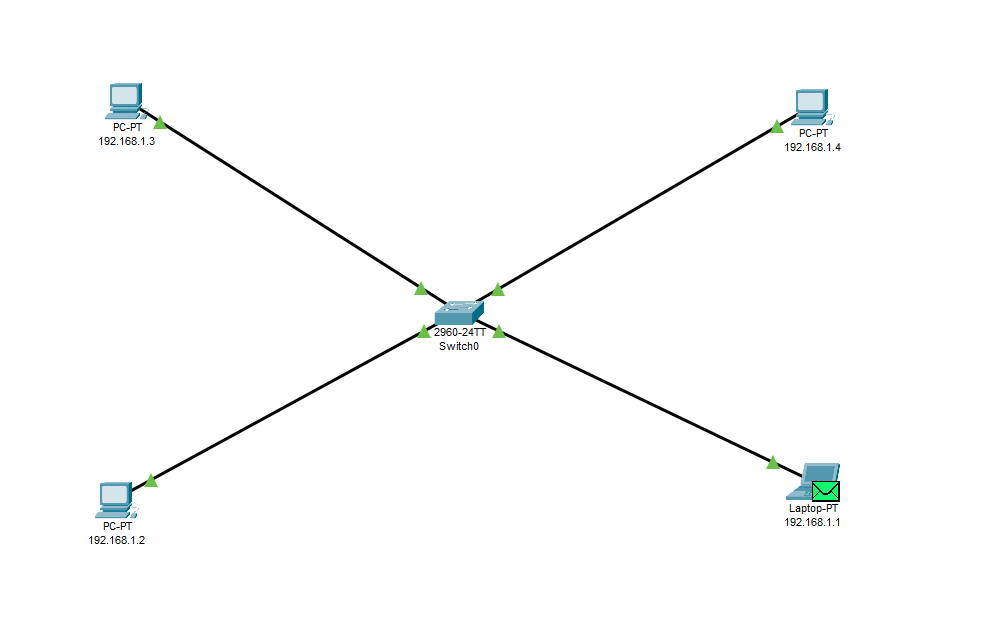 PC-PT
192.168.1.3
PC-PT
192.168.1.4
2960-24TT
Switch0
PC-PT
192.168.1.2
Laptop-PT
192.168.1.1